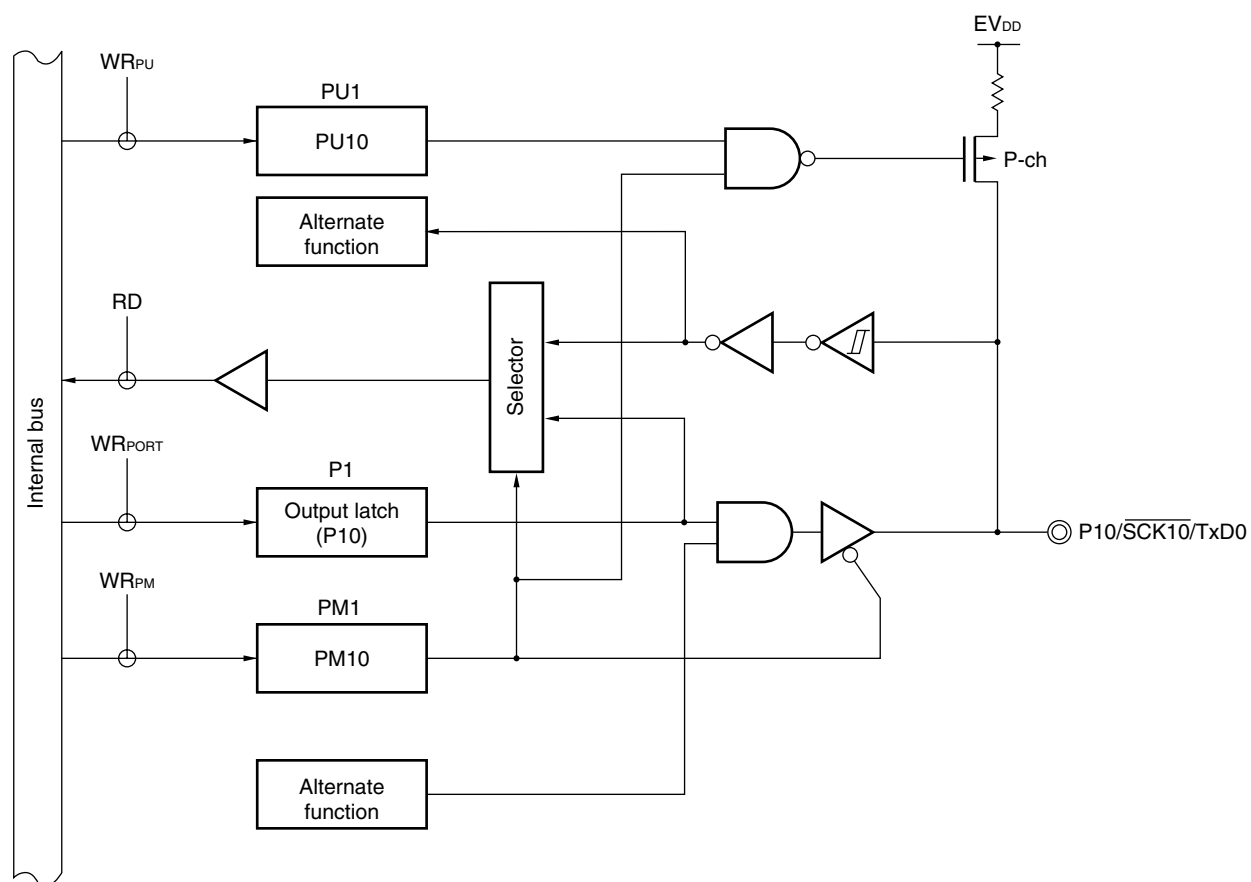 EVDD
WRPU
PU1
PU10
P-ch
Alternate
function
RD
Selector
Internal bus
WRPORT
P1
Output latch
(P10)
P10/SCK10/TxD0
WRPM
PM1
PM10
Alternate
function